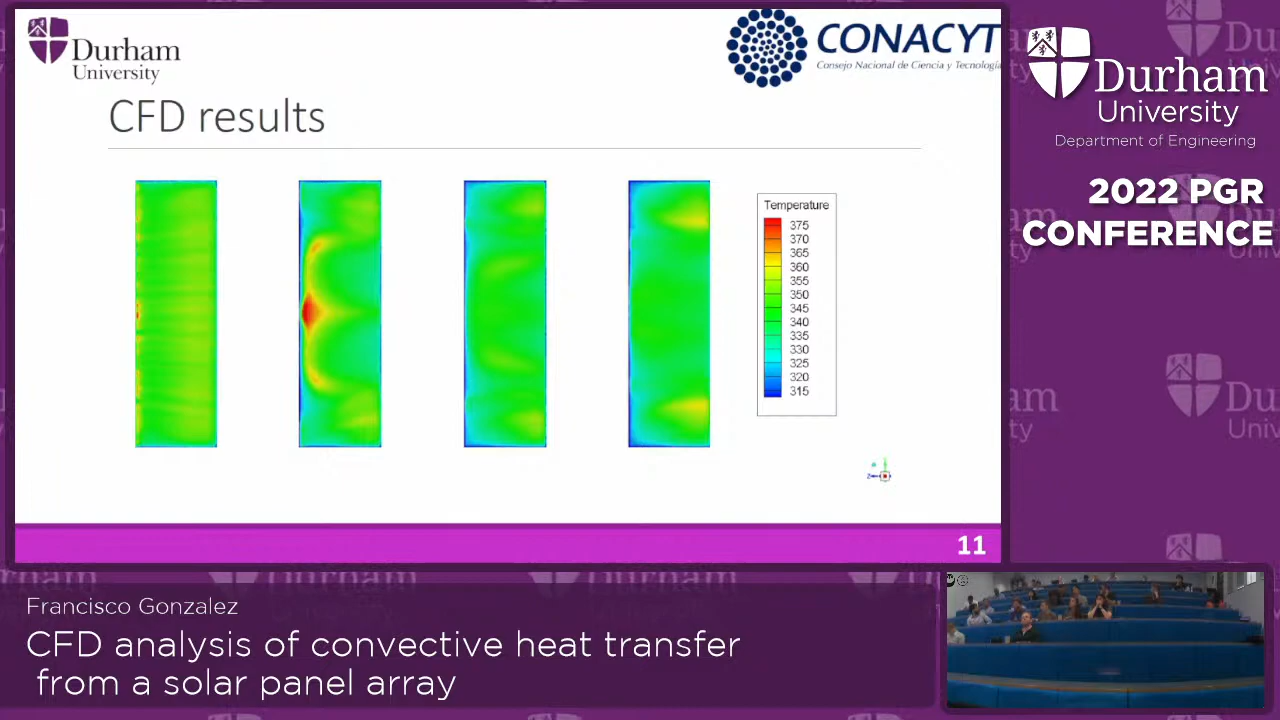 Durham
University
CONACYT
Consejo Nacional de Ciencia y Tecnología
CFD results
Temperature
375
370
365
360
355
350
345
340
335
330
325
320
315
Z
11
Durham
University
Department of Engineering
2022 PGR
CONFERENCE
Francisco Gonzalez
CFD analysis of convective heat transfer
from a solar panel array